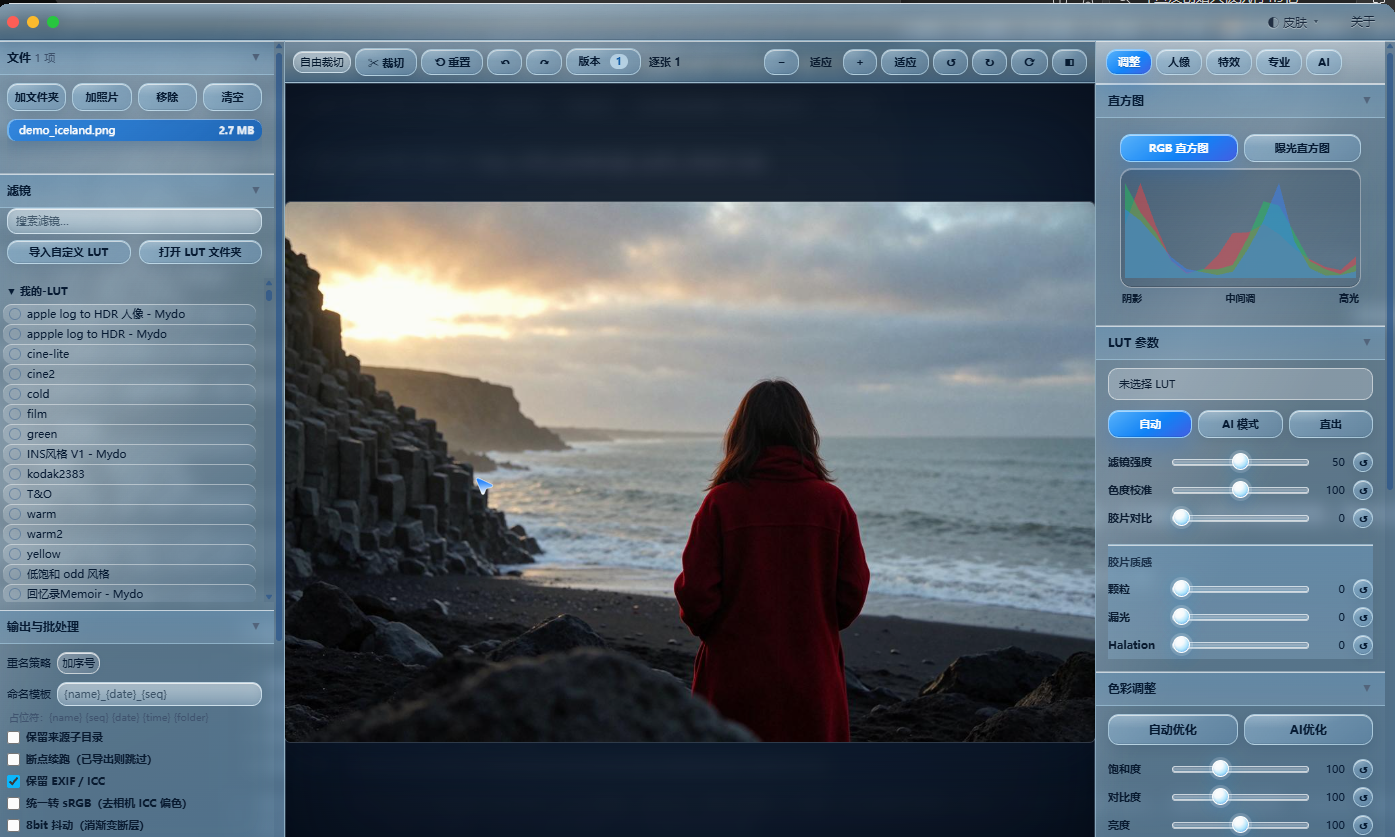 皮肤
关于
文件 1 项
加文件夹 加照片 移除 清空
demo_iceland.png 2.7 MB
滤镜
搜索滤镜...
导入自定义 LUT 打开 LUT 文件夹
我的-LUT
apple log to HDR 人像 - Mydo
appple log to HDR - Mydo
cine-lite
cine2
cold
film
green
INS风格 V1 - Mydo
kodak2383
T&O
warm
warm2
yellow
低饱和 odd 风格
回忆录Memoir - Mydo
输出与批处理
重名策略 加序号
命名模板 {name}_{date}_{seq}
占位符: {name} {seq} {date} {time} {folder}
保留来源子目录
断点续跑（已导出则跳过）
保留 EXIF / ICC
统一转 sRGB（去相机 ICC 偏色）
8bit 抖动（消渐变断层）
自由裁切 裁切 重置 版本 1 逐张 1 − 适应 + 适应
调整 人像 特效 专业 AI
直方图
RGB 直方图 曝光直方图
阴影 中间调 高光
LUT 参数
未选择 LUT
自动 AI 模式 直出
滤镜强度 50
色度校准 100
胶片对比 0
胶片质感
颗粒 0
漏光 0
Halation 0
色彩调整
自动优化 AI优化
饱和度 100
对比度 100
亮度 100